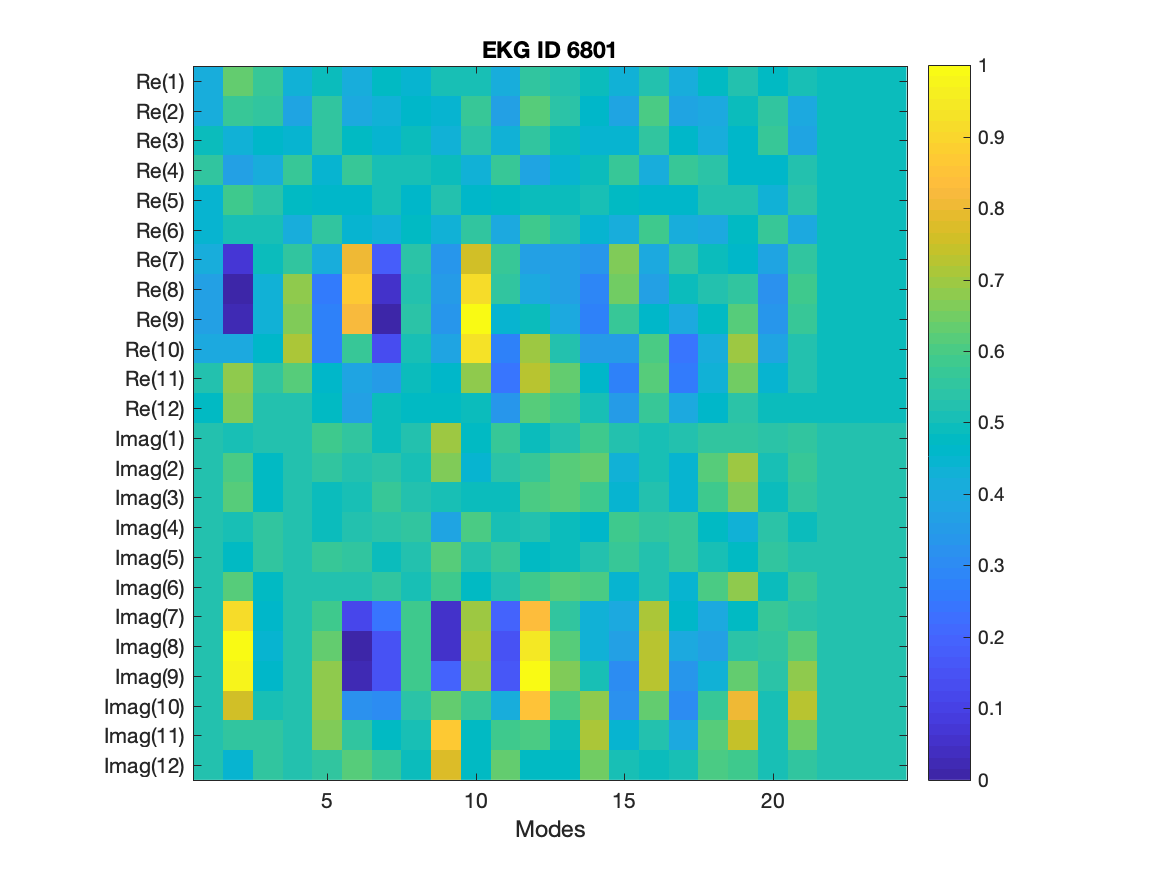 EKG ID 6801
Re(1)
Re(2)
Re(3)
Re(4)
Re(5)
Re(6)
Re(7)
Re(8)
Re(9)
Re(10)
Re(11)
Re(12)
Imag(1)
Imag(2)
Imag(3)
Imag(4)
Imag(5)
Imag(6)
Imag(7)
Imag(8)
Imag(9)
Imag(10)
Imag(11)
Imag(12)
5 10 15 20
Modes
1
0.9
0.8
0.7
0.6
0.5
0.4
0.3
0.2
0.1
0